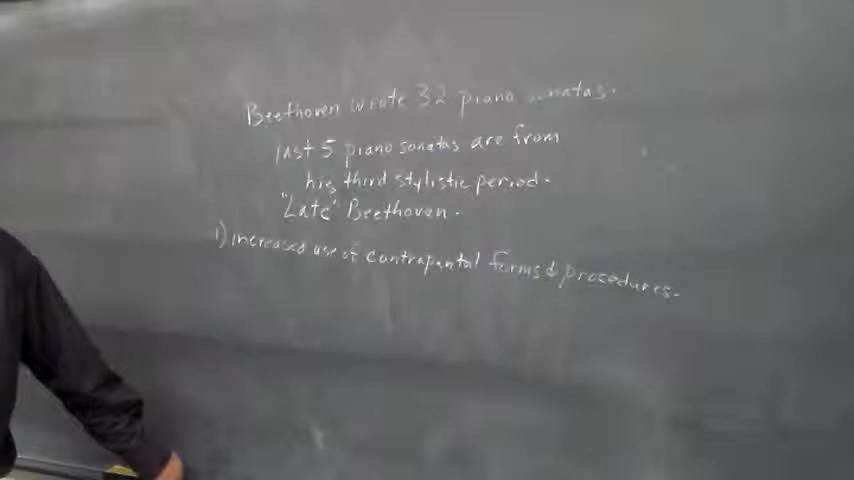 Beethoven wrote 32 piano sonatas.
last 5 piano sonatas are from
his third stylistic period.
"Late" Beethoven.
1) increased use of contrapuntal forms & procedures.